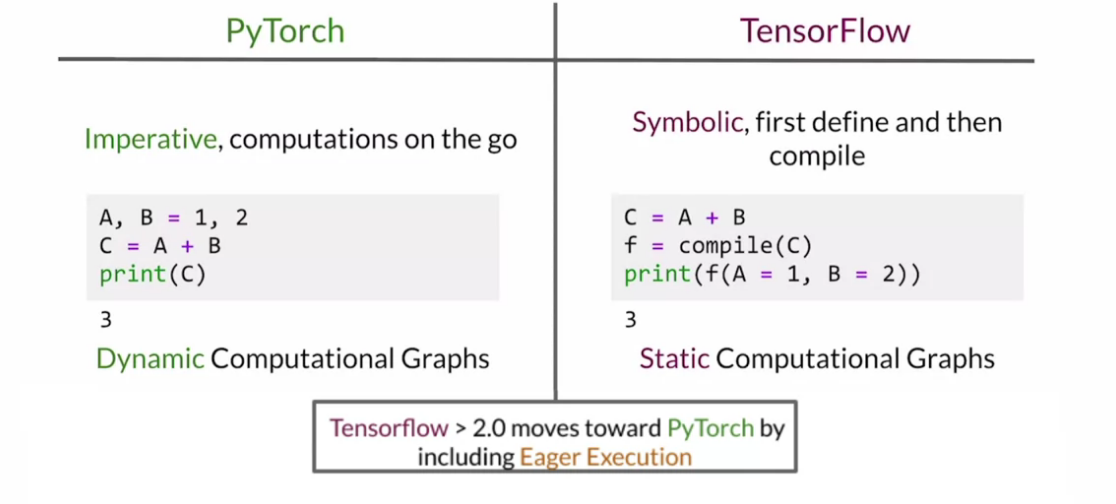 PyTorch
TensorFlow
Imperative, computations on the go
Symbolic, first define and then
compile
A, B = 1, 2
C = A + B
print(C)
3
Dynamic Computational Graphs
C = A + B
f = compile(C)
print(f(A = 1, B = 2))
3
Static Computational Graphs
Tensorflow > 2.0 moves toward PyTorch by
including Eager Execution